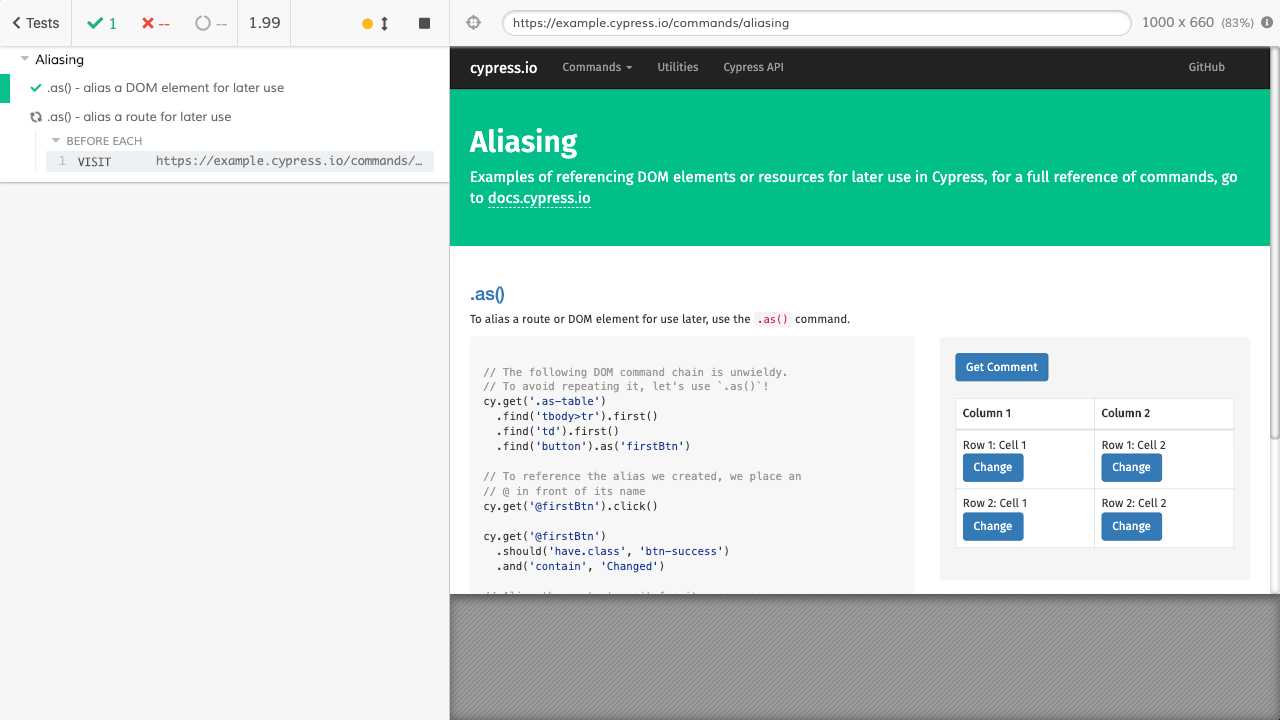 Tests
1
--
--
1.99
https://example.cypress.io/commands/aliasing
1000 x 660 (83%)
Aliasing
.as() - alias a DOM element for later use
.as() - alias a route for later use
BEFORE EACH
1 VISIT https://example.cypress.io/commands/…
cypress.io
Commands
Utilities
Cypress API
GitHub
Aliasing
Examples of referencing DOM elements or resources for later use in Cypress, for a full reference of commands, go
to docs.cypress.io
.as()
To alias a route or DOM element for use later, use the .as() command.
// The following DOM command chain is unwieldy.
// To avoid repeating it, let's use `.as()`!
cy.get('.as-table')
.find('tbody>tr').first()
.find('td').first()
.find('button').as('firstBtn')
// To reference the alias we created, we place an
// @ in front of its name
cy.get('@firstBtn').click()
cy.get('@firstBtn')
.should('have.class', 'btn-success')
.and('contain', 'Changed')
Get Comment
Column 1 Column 2
Row 1: Cell 1 Row 1: Cell 2
Change Change
Row 2: Cell 1 Row 2: Cell 2
Change Change